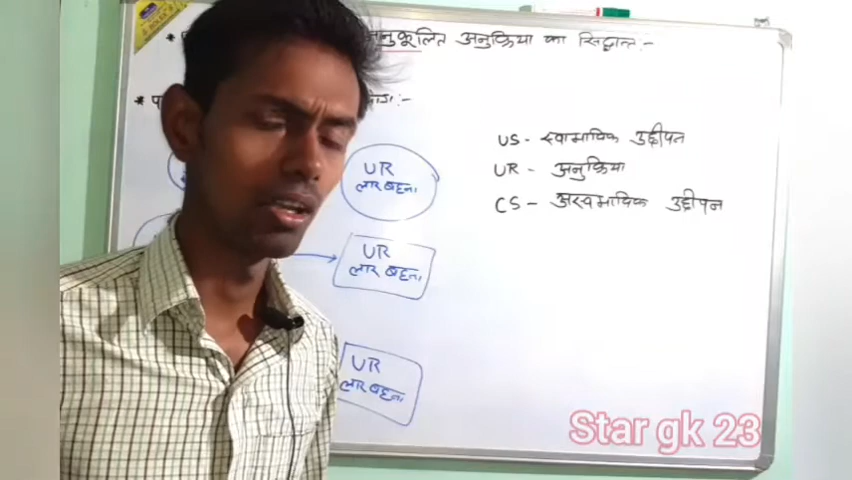 अनुकूलित अनुक्रिया का सिद्धान्त :-
US - स्वाभाविक उद्दीपन
UR - अनुक्रिया
CS - अस्वभाविक उद्दीपन
UR
लार बहना
UR
लार बहना
UR
लार बहना
Star gk 23